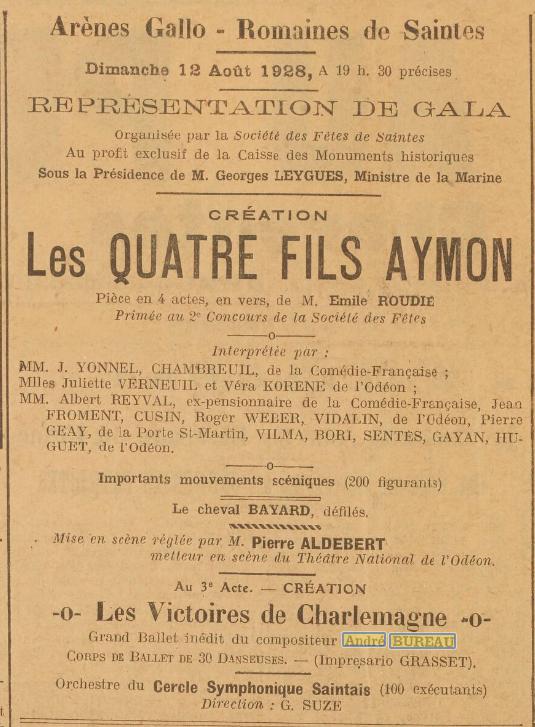 Arènes Gallo - Romaines de Saintes
Dimanche 12 Août 1928, A 19 h. 30 précises
REPRÉSENTATION DE GALA
Organisée par la Société des Fêtes de Saintes
Au profit exclusif de la Caisse des Monuments historiques
Sous la Présidence de M. Georges LEYGUES, Ministre de la Marine
CRÉATION
Les QUATRE FILS AYMON
Pièce en 4 actes, en vers, de M. Emile ROUDIÉ
Primée au 2e Concours de la Société des Fêtes
—o—
Interprétée par :
MM. J. YONNEL, CHAMBREUIL, de la Comédie-Française ;
Mlles Juliette VERNEUIL et Véra KORENE de l'Odéon ;
MM. Albert REYVAL, ex-pensionnaire de la Comédie-Française, Jean
FROMENT, CUSIN, Roger WEBER, VIDALIN, de l'Odéon, Pierre
GEAY, de la Porte St-Martin, VILMA, BORI, SENTÈS, GAYAN, HU-
GUET, de l'Odéon.
—o—
Importants mouvements scéniques (200 figurants)
Le cheval BAYARD, défilés.
Mise en scène réglée par M. Pierre ALDEBERT
metteur en scène du Théâtre National de l'Odéon.
Au 3e Acte. — CRÉATION
-o- Les Victoires de Charlemagne -o-
Grand Ballet inédit du compositeur André BUREAU
CORPS DE BALLET DE 30 DANSEUSES. — (Impresario GRASSET).
Orchestre du Cercle Symphonique Saintais (100 exécutants)
Direction : G. SUZE